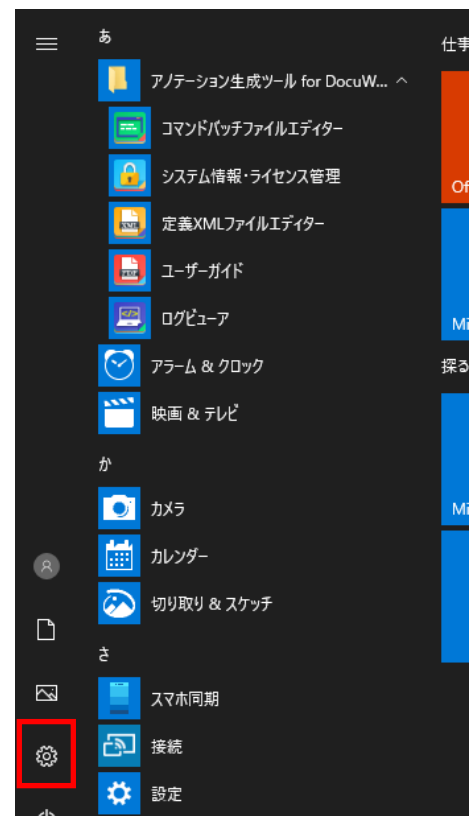 あ
仕事
アノテーション生成ツール for DocuW...
コマンドバッチファイルエディター
システム情報・ライセンス管理
Of
定義XMLファイルエディター
ユーザーガイド
ログビューア
Mi
アラーム & クロック
探る
映画 & テレビ
か
カメラ
Mi
カレンダー
切り取り & スケッチ
さ
スマホ同期
接続
設定